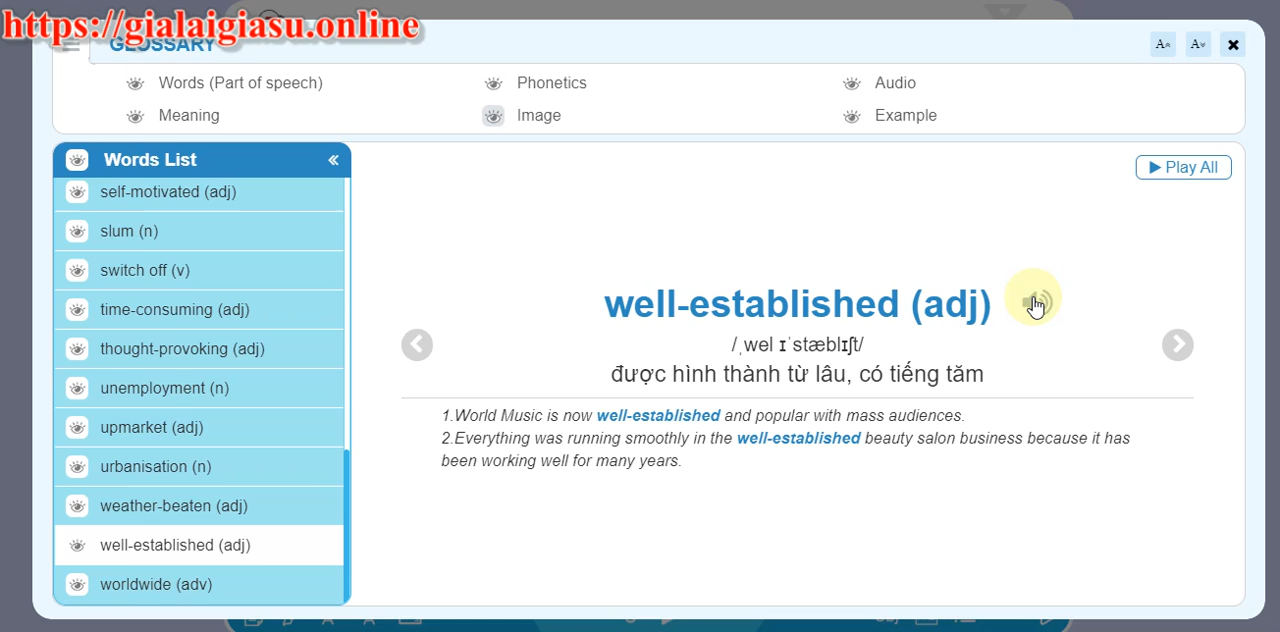 https://gialaigiasu.online
GLOSSARY
Words (Part of speech)
Phonetics
Audio
Meaning
Image
Example
Words List
self-motivated (adj)
slum (n)
switch off (v)
time-consuming (adj)
thought-provoking (adj)
unemployment (n)
upmarket (adj)
urbanisation (n)
weather-beaten (adj)
well-established (adj)
worldwide (adv)
Play All
well-established (adj)
/ˌwel ɪˈstæblɪʃt/
được hình thành từ lâu, có tiếng tăm
1.World Music is now well-established and popular with mass audiences.
2.Everything was running smoothly in the well-established beauty salon business because it has
been working well for many years.